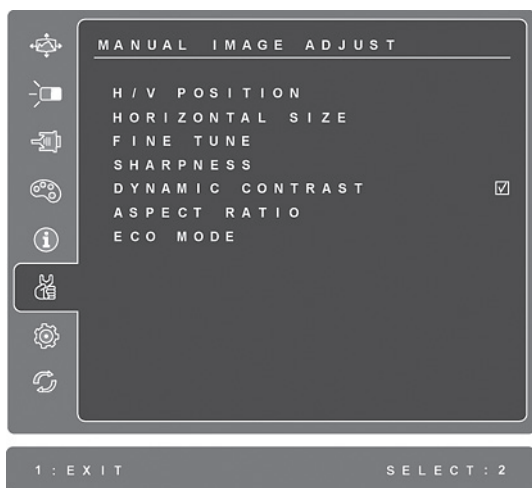 MANUAL IMAGE ADJUST
H/V POSITION
HORIZONTAL SIZE
FINE TUNE
SHARPNESS
DYNAMIC CONTRAST
ASPECT RATIO
ECO MODE
1:EXIT SELECT:2